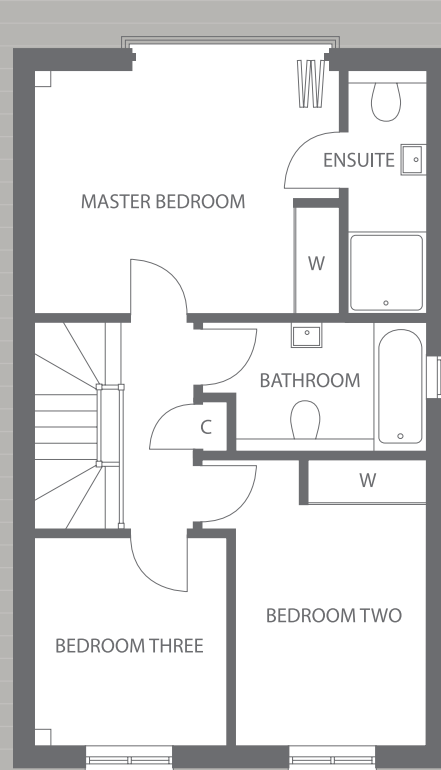 ENSUITE
MASTER BEDROOM
W
BATHROOM
C
W
BEDROOM TWO
BEDROOM THREE